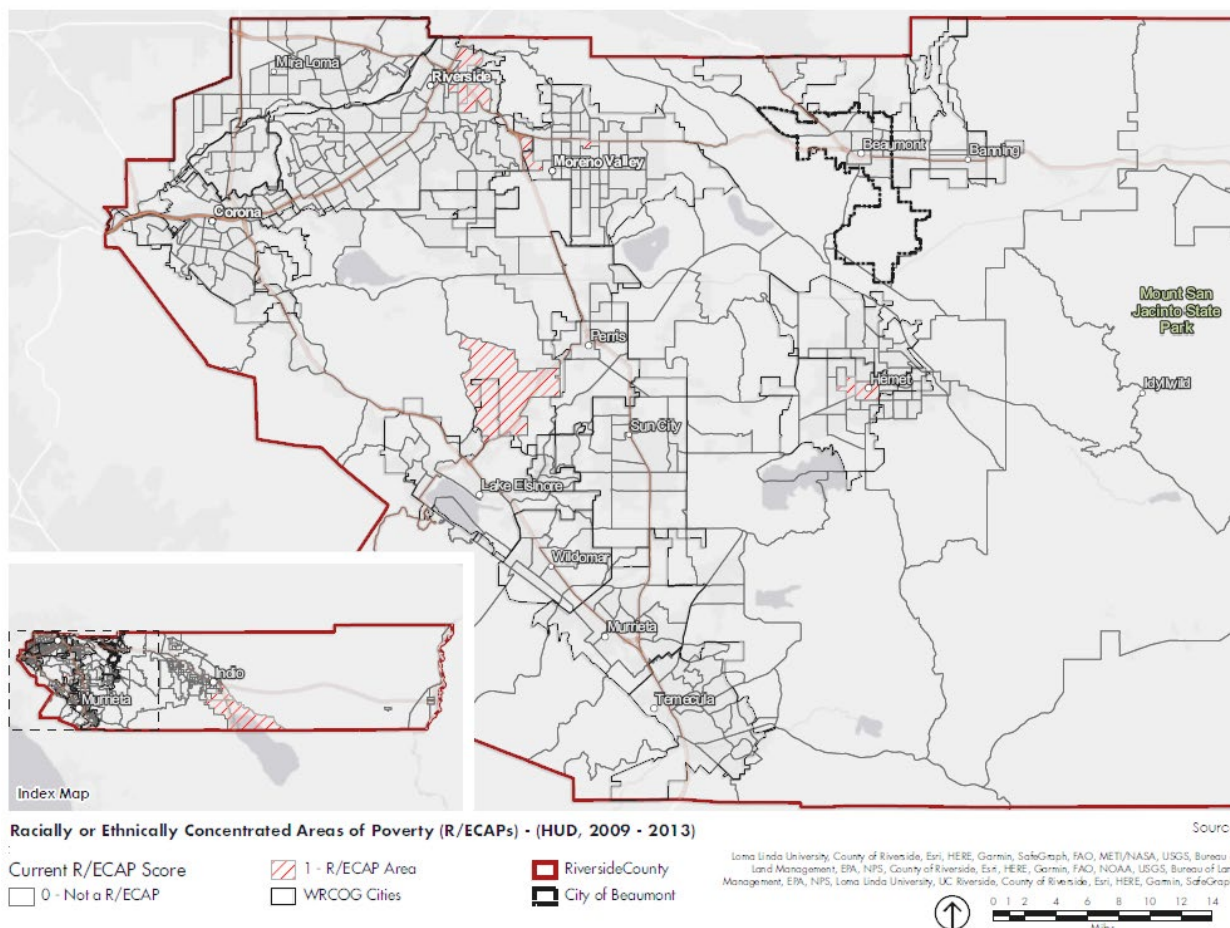 Mira Loma
Riverside
Moreno Valley
Beaumont
Banning
Corona
Mount San
Jacinto State
Park
Perris
Hemet
Idyllwild
Sun City
Lake Elsinore
Wildomar
Murrieta
Temecula
Indio
Murrieta
Index Map
Racially or Ethnically Concentrated Areas of Poverty (R/ECAPs) - (HUD, 2009 - 2013)
Sourc
:
Current R/ECAP Score
0 - Not a R/ECAP
1 - R/ECAP Area
WRCOG Cities
RiversideCounty
City of Beaumont
Loma Linda University, County of Riverside, Esri, HERE, Garmin, SafeGraph, FAO, METI/NASA, USGS, Bureau
Land Management, EPA, NPS, County of Riverside, Esri, HERE, Garmin, FAO, NOAA, USGS, Bureau of Lan
Management, EPA, NPS, Loma Linda University, UC Riverside, County of Riverside, Esri, HERE, Garmin, SafeGrap
0 1 2 4 6 8 10 12 14
Miles